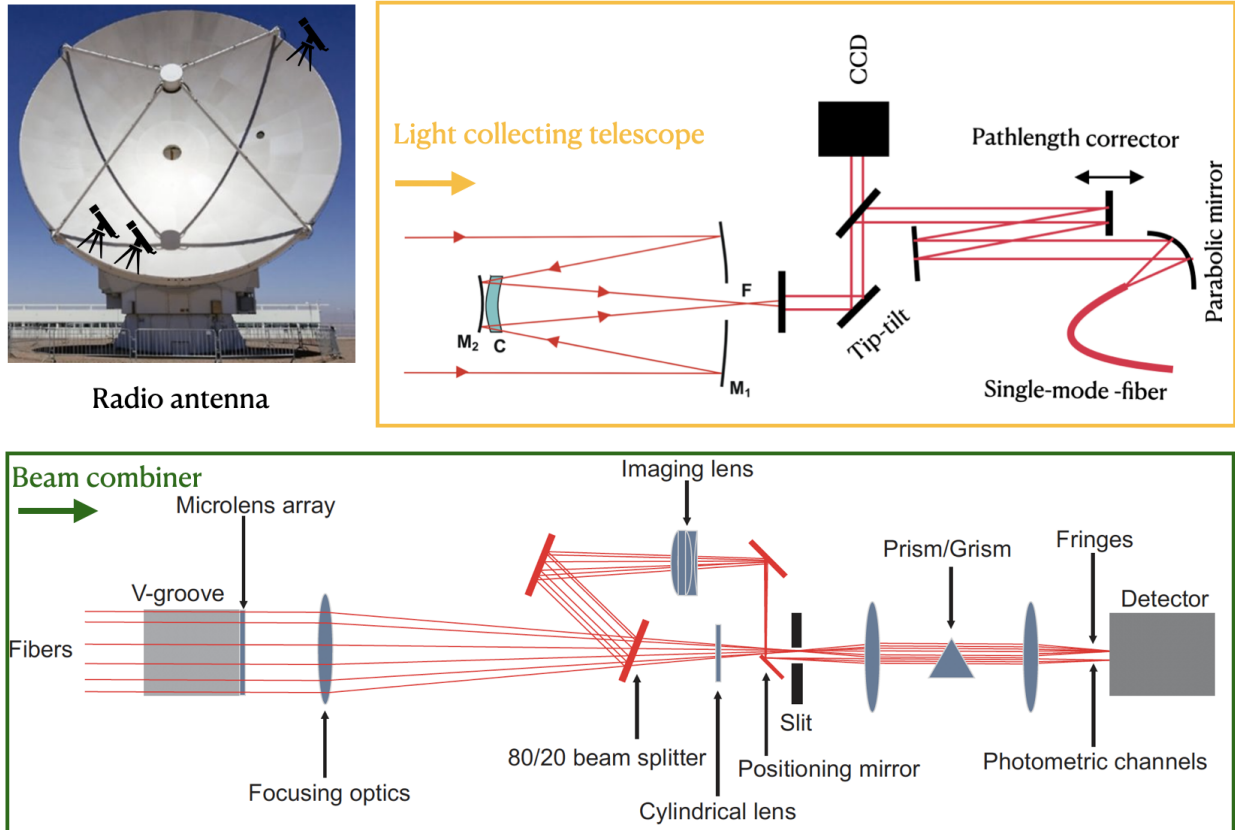 Radio antenna
Light collecting telescope
CCD
Pathlength corrector
Parabolic mirror
F
M₂
C
M₁
Tip-tilt
Single-mode -fiber
Beam combiner
Microlens array
V-groove
Fibers
Focusing optics
Imaging lens
80/20 beam splitter
Cylindrical lens
Positioning mirror
Slit
Prism/Grism
Fringes
Detector
Photometric channels